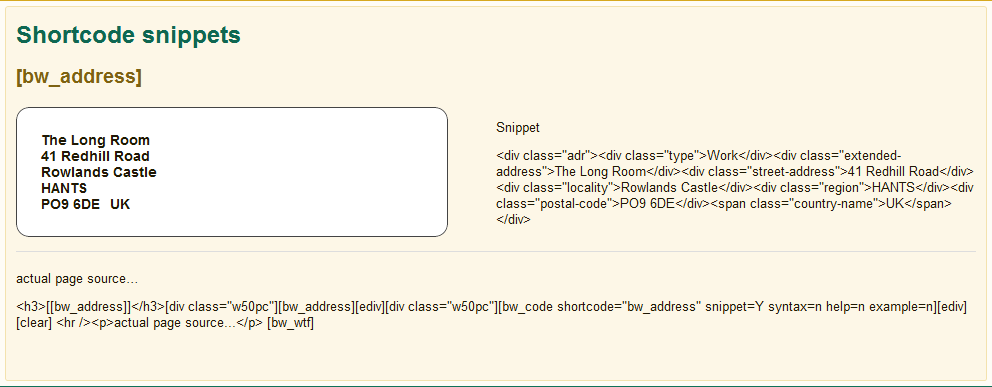 Shortcode snippets
[bw_address]
The Long Room
41 Redhill Road
Rowlands Castle
HANTS
PO9 6DE   UK
Snippet
<div class="adr"><div class="type">Work</div><div class="extended-
address">The Long Room</div><div class="street-address">41 Redhill Road</div>
<div class="locality">Rowlands Castle</div><div class="region">HANTS</div><div
class="postal-code">PO9 6DE</div><span class="country-name">UK</span>
</div>
actual page source...
<h3>[[bw_address]]</h3>[div class="w50pc"][bw_address][ediv][div class="w50pc"][bw_code shortcode="bw_address" snippet=Y syntax=n help=n example=n][ediv]
[clear] <hr /><p>actual page source...</p> [bw_wtf]